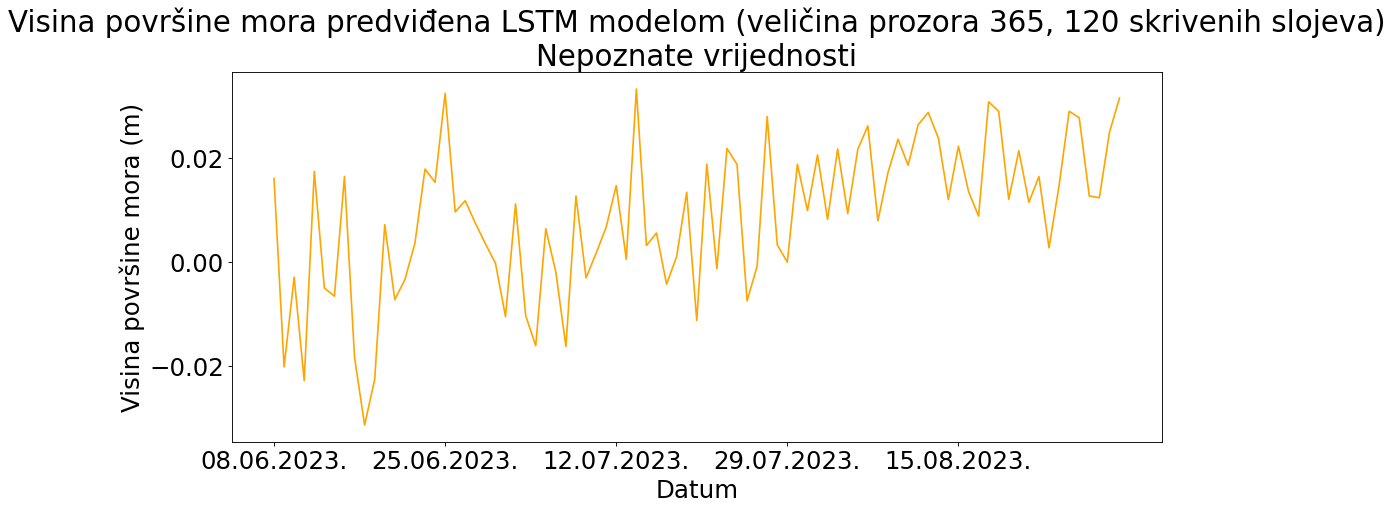 Visina površine mora predviđena LSTM modelom (veličina prozora 365, 120 skrivenih slojeva)
Nepoznate vrijednosti
Visina površine mora (m)
0.02
0.00
−0.02
08.06.2023. 25.06.2023. 12.07.2023. 29.07.2023. 15.08.2023.
Datum